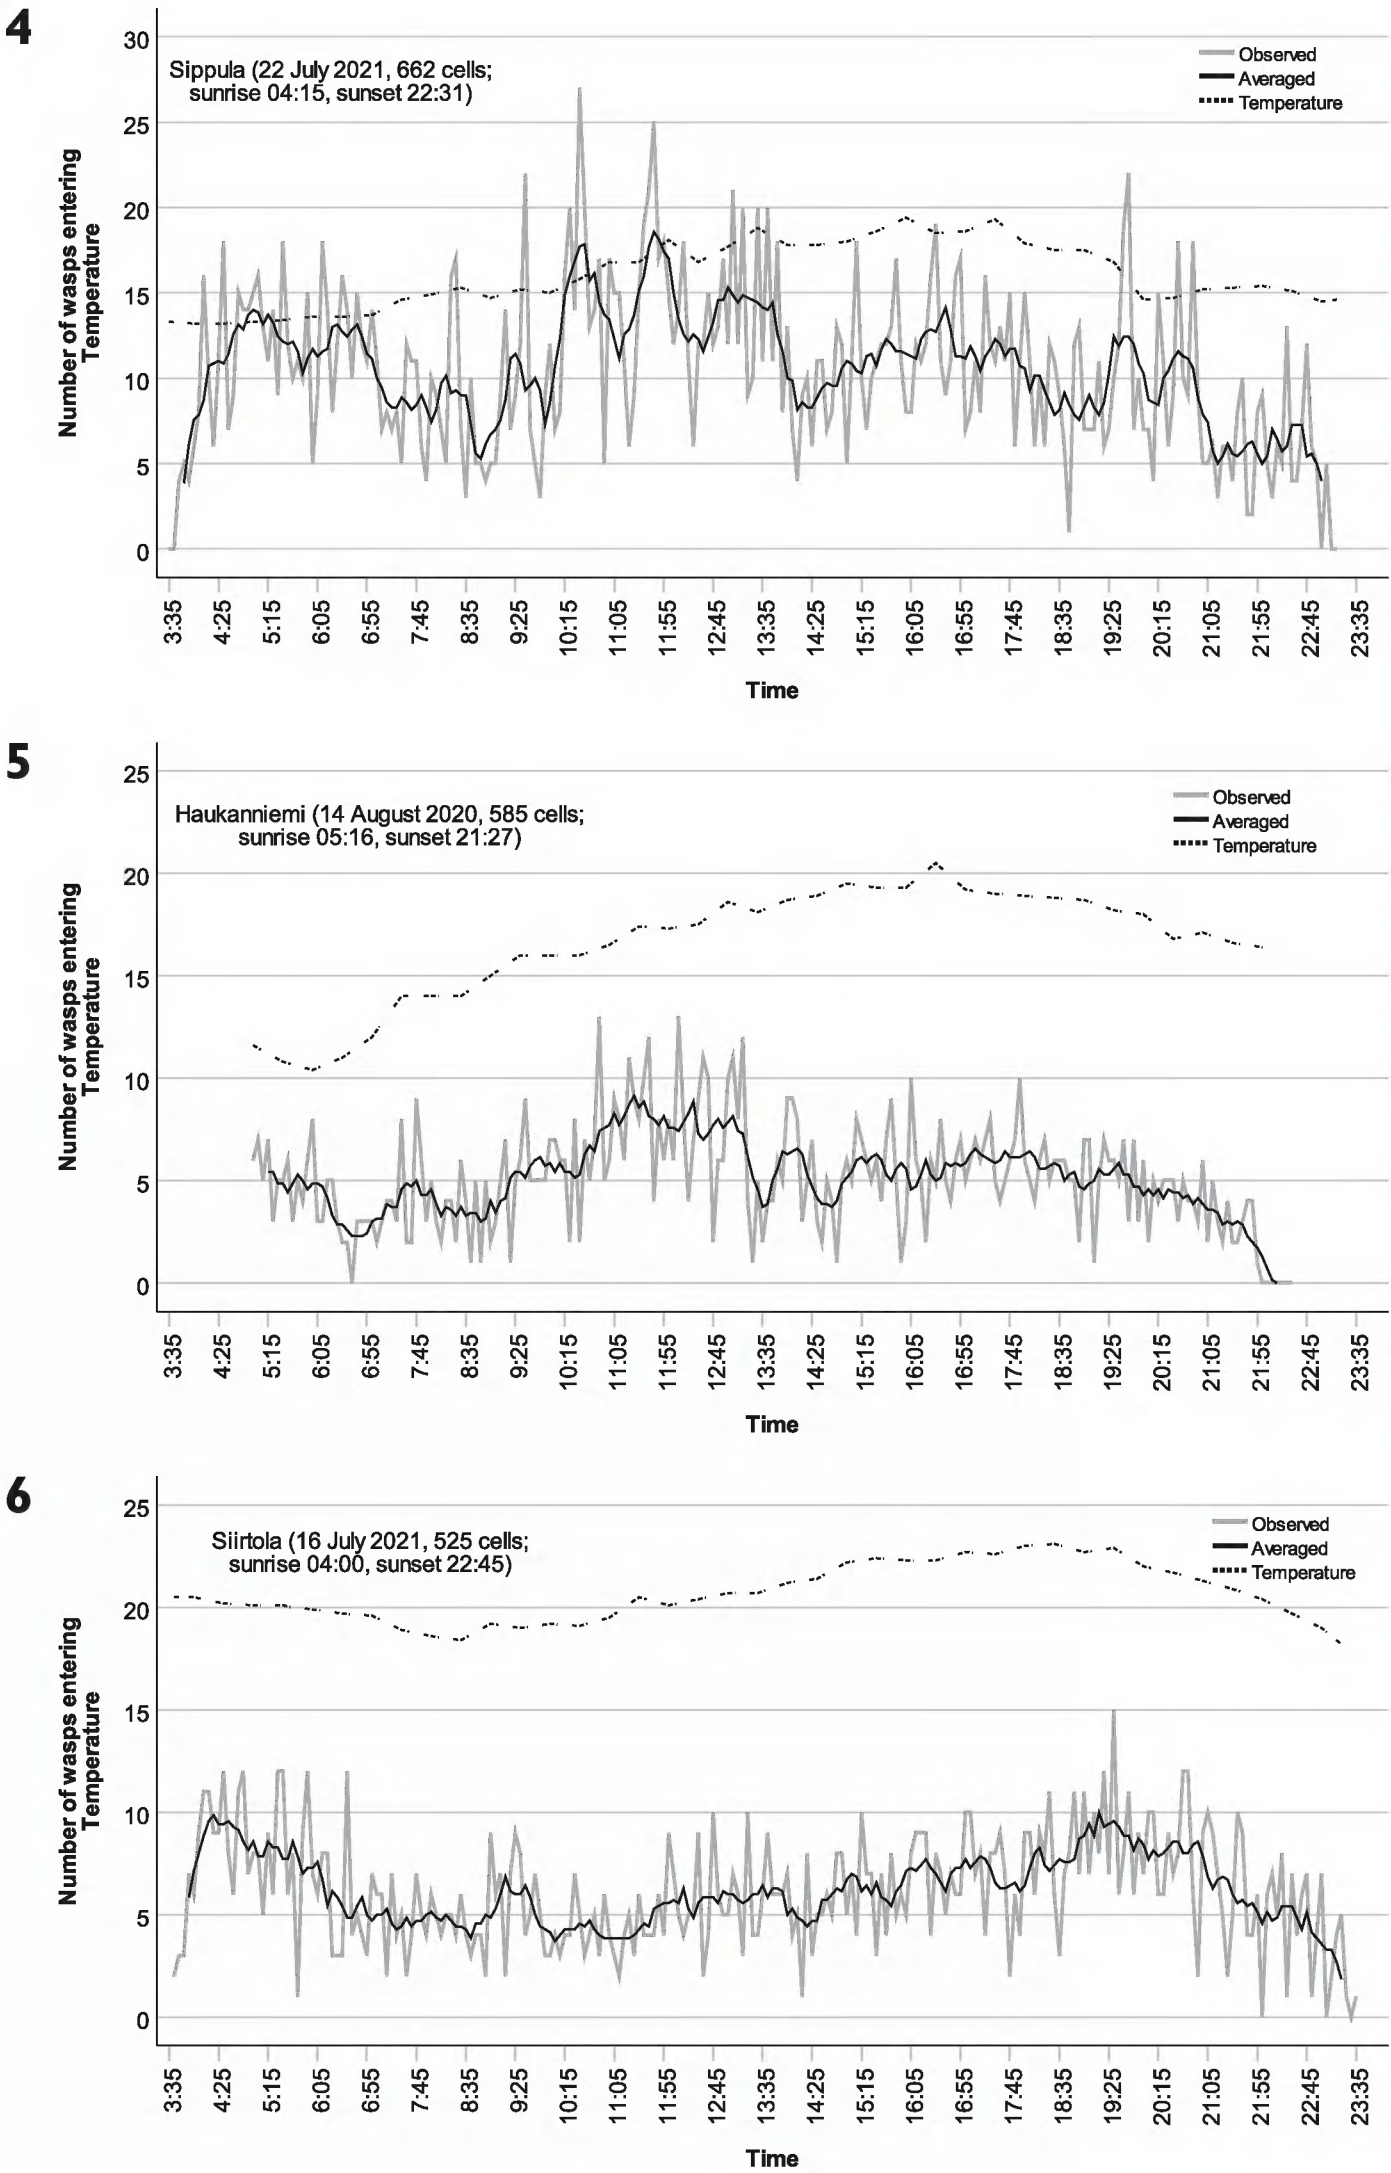 4
30
25
20
15
10
5
0
Number of wasps entering
Temperature
Sippula (22 July 2021, 662 cells;
sunrise 04:15, sunset 22:31)
Observed
Averaged
Temperature
3:35 4:25 5:15 6:05 6:55 7:45 8:35 9:25 10:15 11:05 11:55 12:45 13:35 14:25 15:15 16:05 16:55 17:45 18:35 19:25 20:15 21:05 21:55 22:45 23:35
Time
5
25
20
15
10
5
0
Number of wasps entering
Temperature
Haukanniemi (14 August 2020, 585 cells;
sunrise 05:16, sunset 21:27)
Observed
Averaged
Temperature
3:35 4:25 5:15 6:05 6:55 7:45 8:35 9:25 10:15 11:05 11:55 12:45 13:35 14:25 15:15 16:05 16:55 17:45 18:35 19:25 20:15 21:05 21:55 22:45 23:35
Time
6
25
20
15
10
5
0
Number of wasps entering
Temperature
Siirtola (16 July 2021, 525 cells;
sunrise 04:00, sunset 22:45)
Observed
Averaged
Temperature
3:35 4:25 5:15 6:05 6:55 7:45 8:35 9:25 10:15 11:05 11:55 12:45 13:35 14:25 15:15 16:05 16:55 17:45 18:35 19:25 20:15 21:05 21:55 22:45 23:35
Time